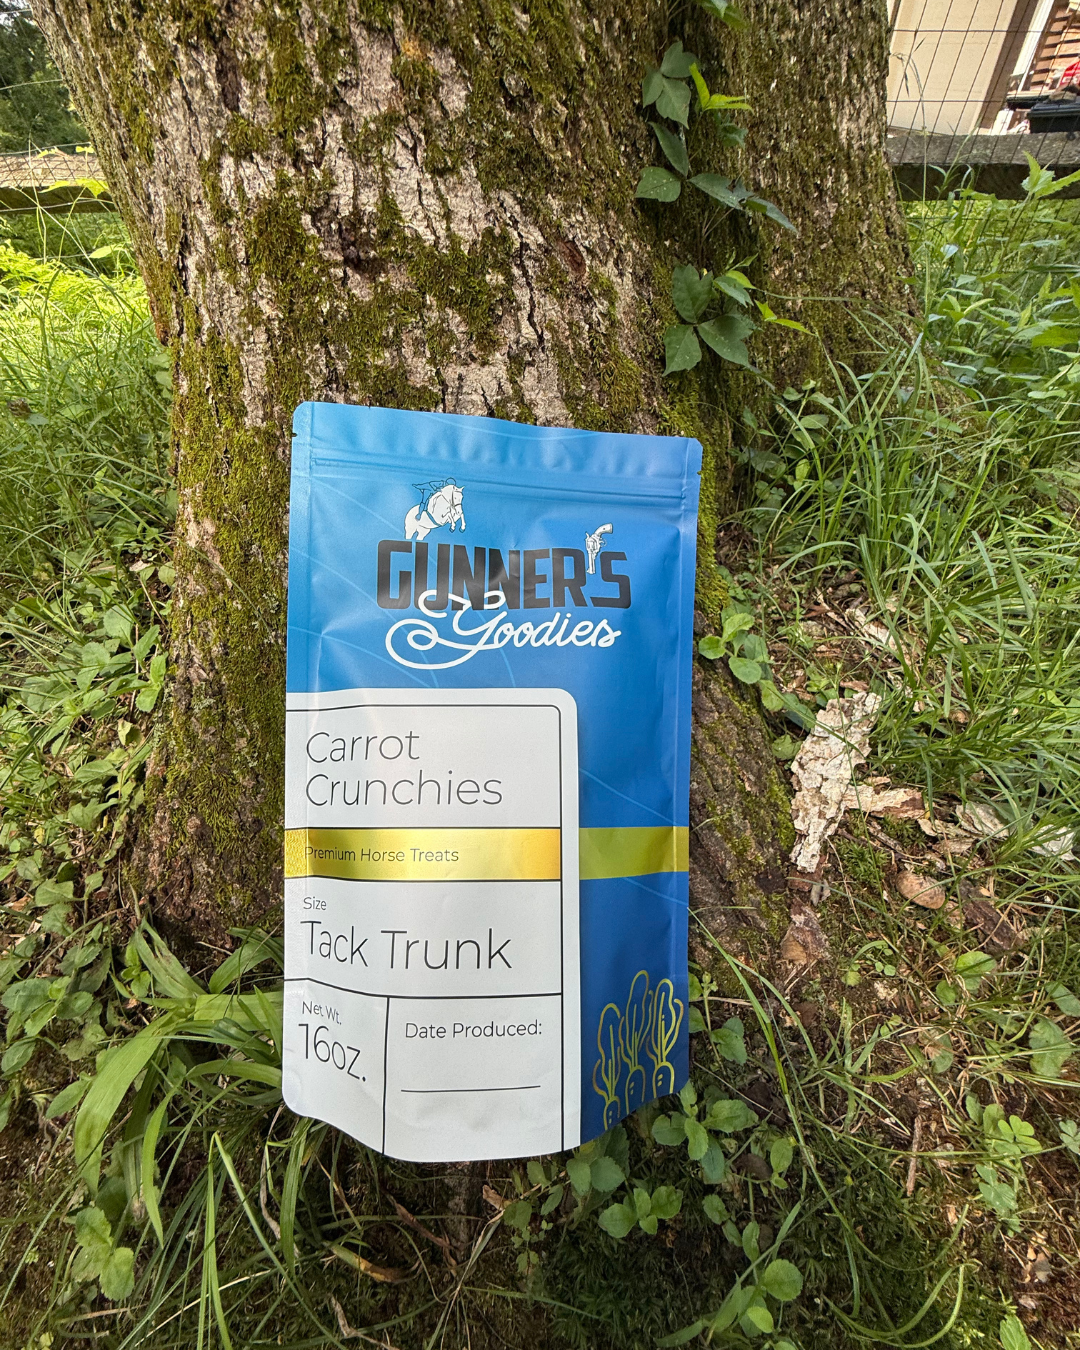 GUNNER'S
Goodies
Carrot
Crunchies
Premium Horse Treats
Size
Tack Trunk
Net Wt.
16oz.
Date Produced: